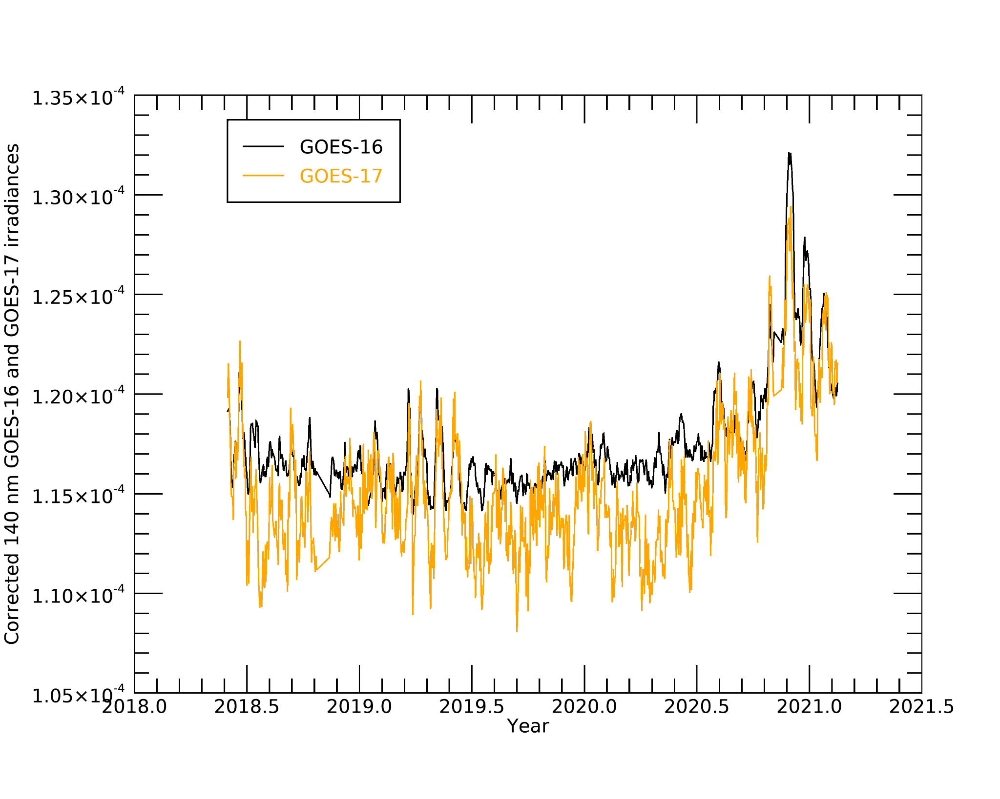 1.35×10⁻⁴
GOES-16
GOES-17
1.30×10⁻⁴
1.25×10⁻⁴
1.20×10⁻⁴
1.15×10⁻⁴
1.10×10⁻⁴
1.05×10⁻⁴
Corrected 140 nm GOES-16 and GOES-17 irradiances
2018.0 2018.5 2019.0 2019.5 2020.0 2020.5 2021.0 2021.5
Year